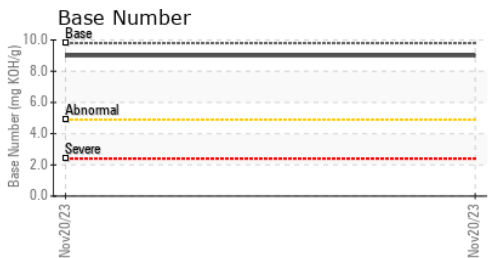 Base Number
Base
10.0
8.0
6.0
Abnormal
4.0
Severe
2.0
0.0
Base Number (mg KOH/g)
Nov20/23
Nov20/23